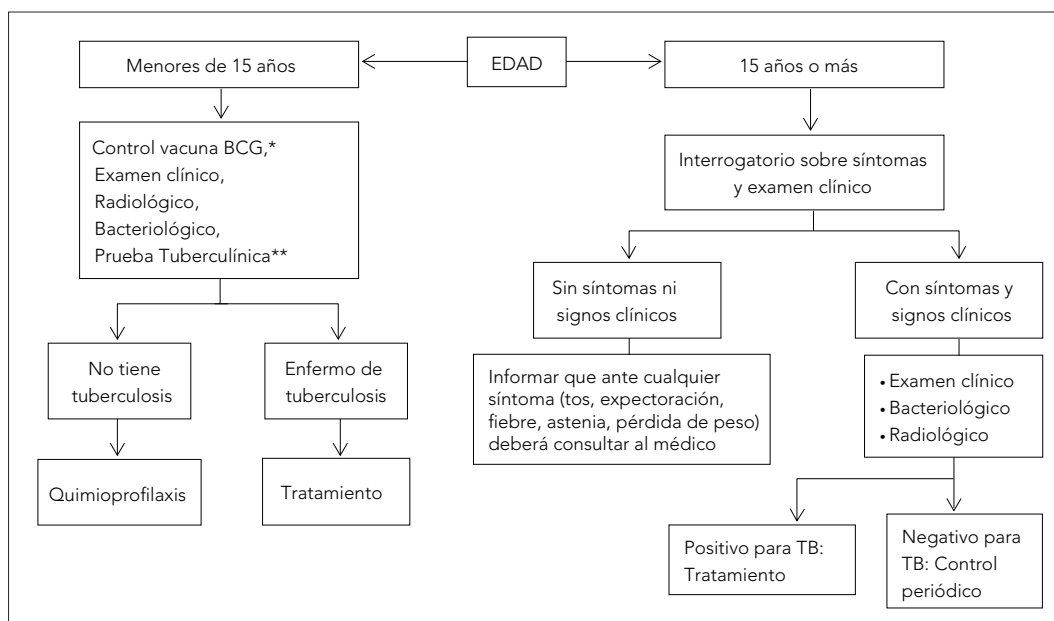 Menores de 15 años
EDAD
15 años o más
Control vacuna BCG,*
Examen clínico,
Radiológico,
Bacteriológico,
Prueba Tuberculínica**
Interrogatorio sobre síntomas
y examen clínico
Sin síntomas ni
signos clínicos
Con síntomas y
signos clínicos
No tiene
tuberculosis
Enfermo de
tuberculosis
Informar que ante cualquier
síntoma (tos, expectoración,
fiebre, astenia, pérdida de peso)
deberá consultar al médico
• Examen clínico
• Bacteriológico
• Radiológico
Quimioprofilaxis
Tratamiento
Positivo para TB:
Tratamiento
Negativo para
TB: Control
periódico